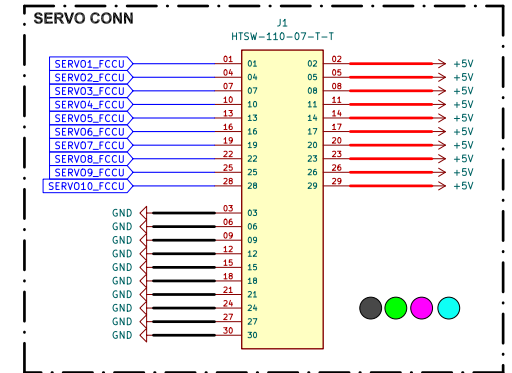 SERVO CONN
J1
HTSW-110-07-T-T
SERVO1_FCCU 01 01 02 02 +5V
SERVO2_FCCU 04 04 05 05 +5V
SERVO3_FCCU 07 07 08 08 +5V
SERVO4_FCCU 10 10 11 11 +5V
SERVO5_FCCU 13 13 14 14 +5V
SERVO6_FCCU 16 16 17 17 +5V
SERVO7_FCCU 19 19 20 20 +5V
SERVO8_FCCU 22 22 23 23 +5V
SERVO9_FCCU 25 25 26 26 +5V
SERVO10_FCCU 28 28 29 29 +5V
GND 03 03
GND 06 06
GND 09 09
GND 12 12
GND 15 15
GND 18 18
GND 21 21
GND 24 24
GND 27 27
GND 30 30